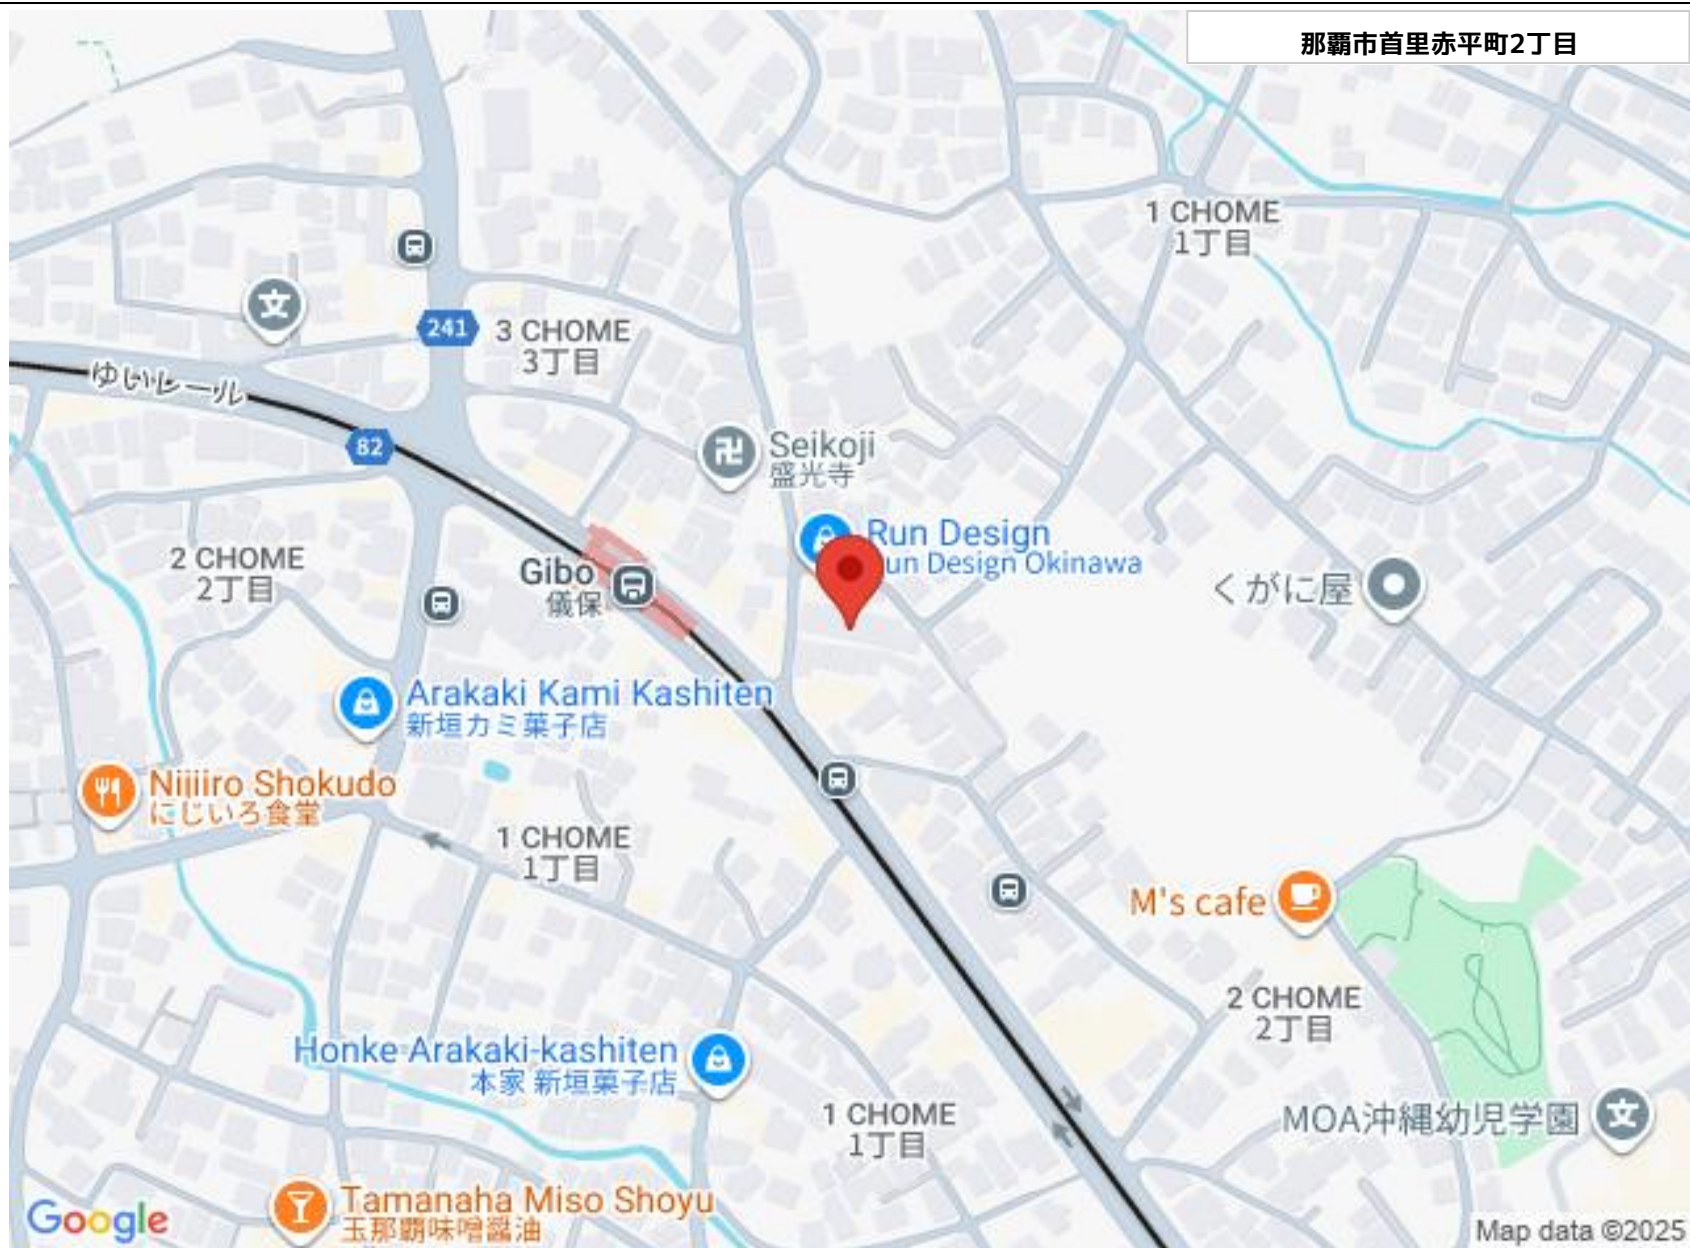 那覇市首里赤平町2丁目
1 CHOME
1丁目
241
3 CHOME
3丁目
ゆいレール
82
Seikoji
盛光寺
2 CHOME
2丁目
Run Design
un Design Okinawa
Gibo
儀保
くがに屋
Arakaki Kami Kashiten
新垣カミ菓子店
Nijiiro Shokudo
にじいろ食堂
1 CHOME
1丁目
M's cafe
2 CHOME
2丁目
Honke Arakaki-kashiten
本家 新垣菓子店
1 CHOME
1丁目
MOA沖縄幼児学園
文
文
Tamanaha Miso Shoyu
玉那覇味噌醤油
Google
Map data ©2025